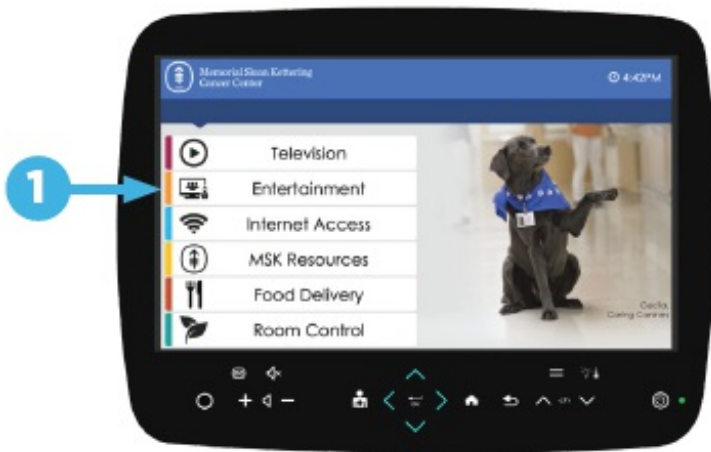 Memorial Sloan Kettering
Cancer Center
4:42PM
Television
1
Entertainment
Internet Access
MSK Resources
Food Delivery
Room Control
Caring Canines